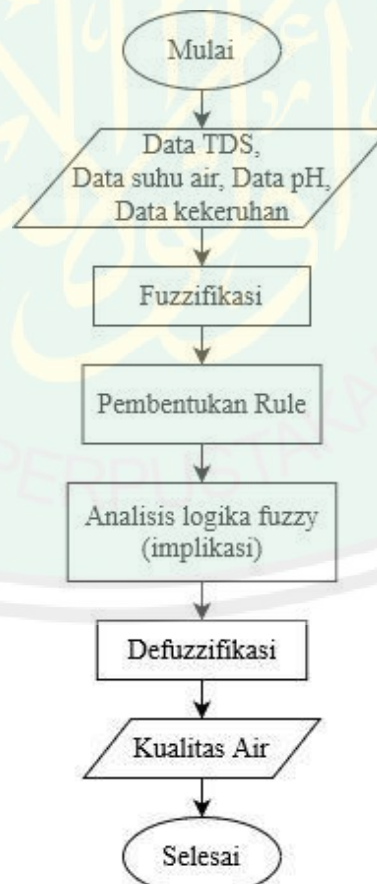 Mulai
Data TDS,
Data suhu air, Data pH,
Data kekeruhan
Fuzzifikasi
Pembentukan Rule
Analisis logika fuzzy
(implikasi)
Defuzzifikasi
Kualitas Air
Selesai